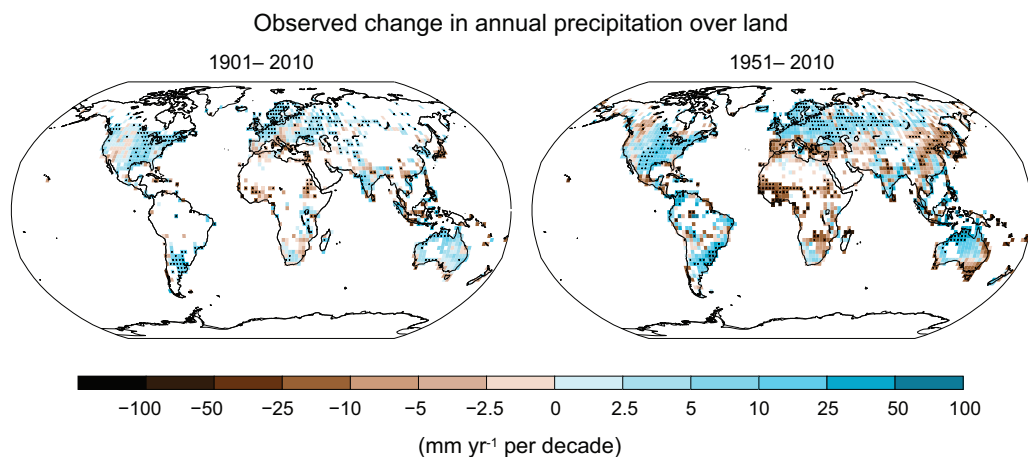 Observed change in annual precipitation over land
1901– 2010
1951–2010
−100 −50 −25 −10 −5 −2.5 0 2.5 5 10 25 50 100
(mm yr⁻¹ per decade)